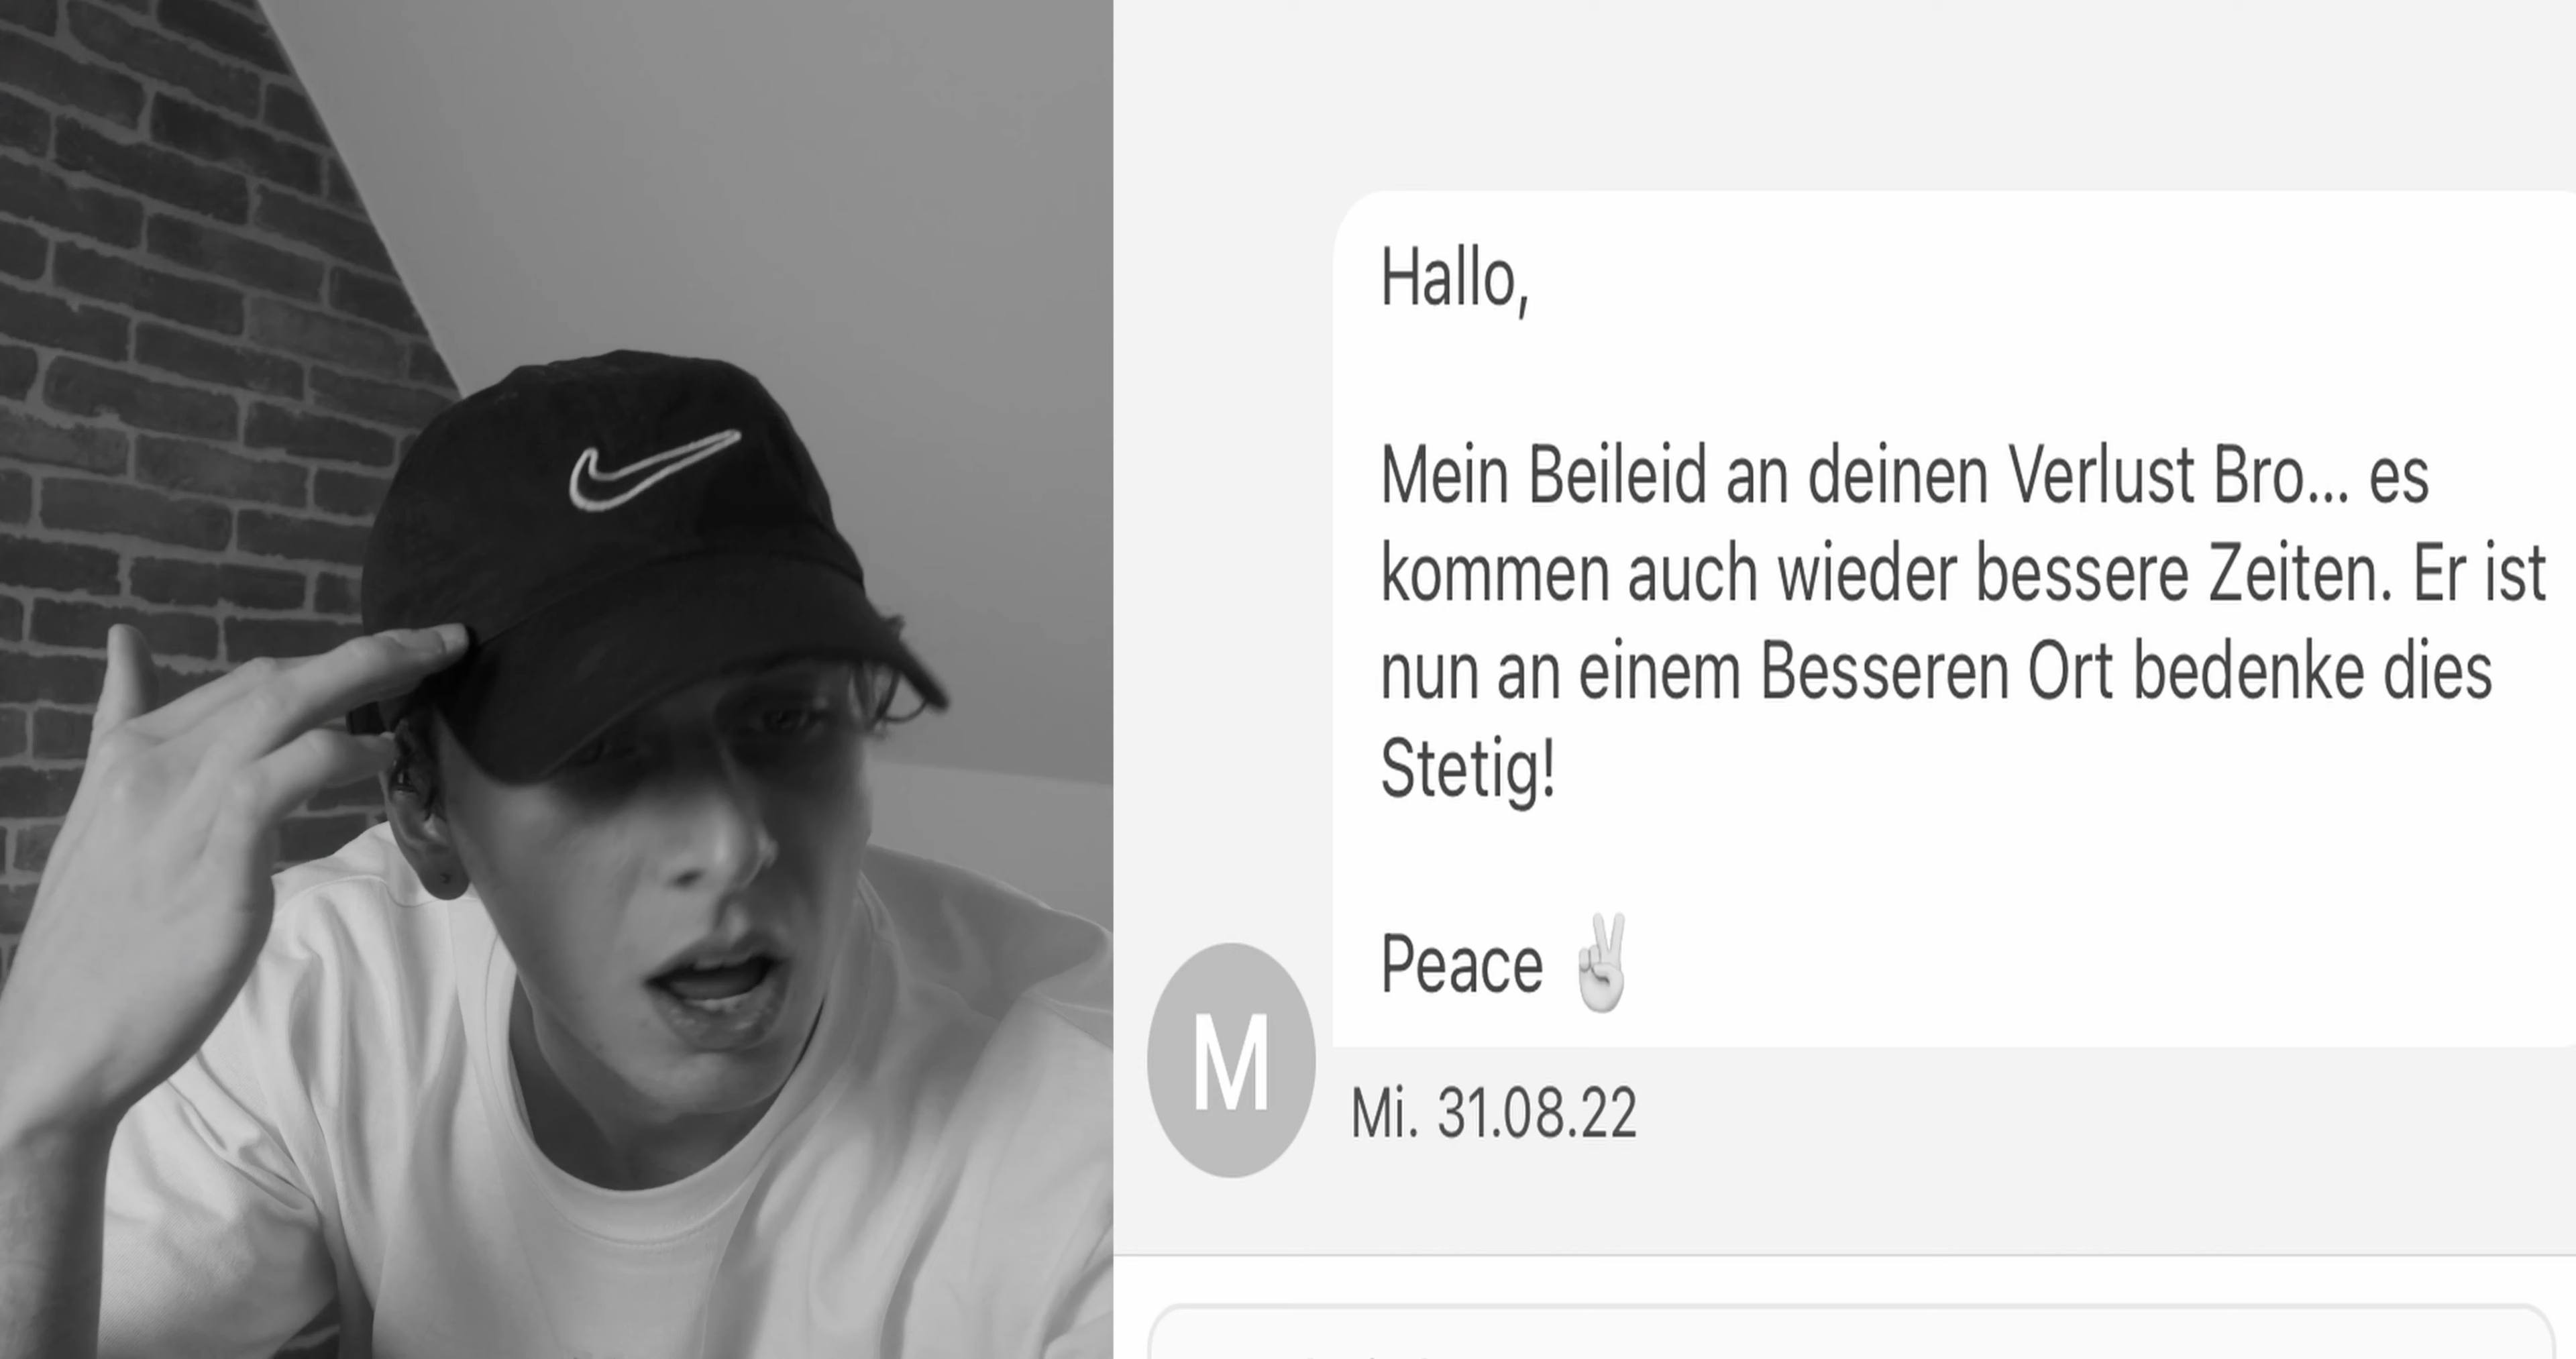 Hallo,
Mein Beileid an deinen Verlust Bro... es
kommen auch wieder bessere Zeiten. Er ist
nun an einem Besseren Ort bedenke dies
Stetig!
Peace ✌️
M
Mi. 31.08.22